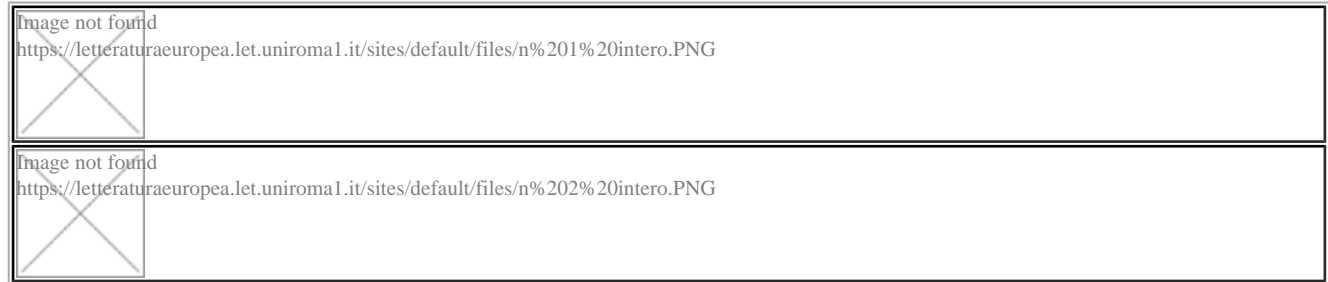 Image not found
https://letteraturaeuropea.let.uniroma1.it/sites/default/files/n%201%20intero.PNG
Image not found
https://letteraturaeuropea.let.uniroma1.it/sites/default/files/n%202%20intero.PNG